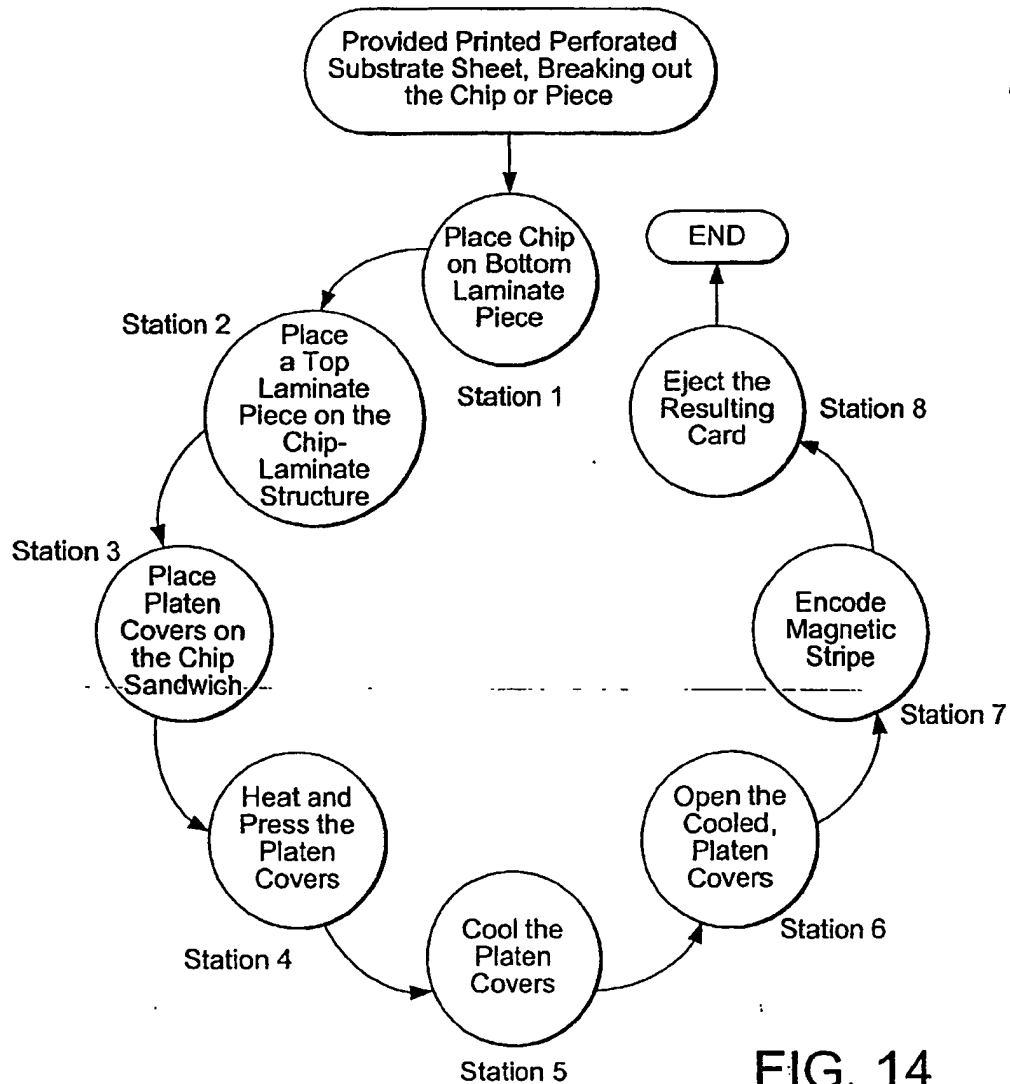 Provided Printed Perforated
Substrate Sheet, Breaking out
the Chip or Piece
Place Chip
on Bottom
Laminate
Piece
Station 1
Station 2
Place
a Top
Laminate
Piece on the
Chip-
Laminate
Structure
Station 3
Place
Platen
Covers on
the Chip
Sandwich
Heat and
Press the
Platen
Covers
Station 4
Cool the
Platen
Covers
Station 5
Open the
Cooled,
Platen
Covers
Station 6
Encode
Magnetic
Stripe
Station 7
Eject the
Resulting
Card
Station 8
END
FIG. 14